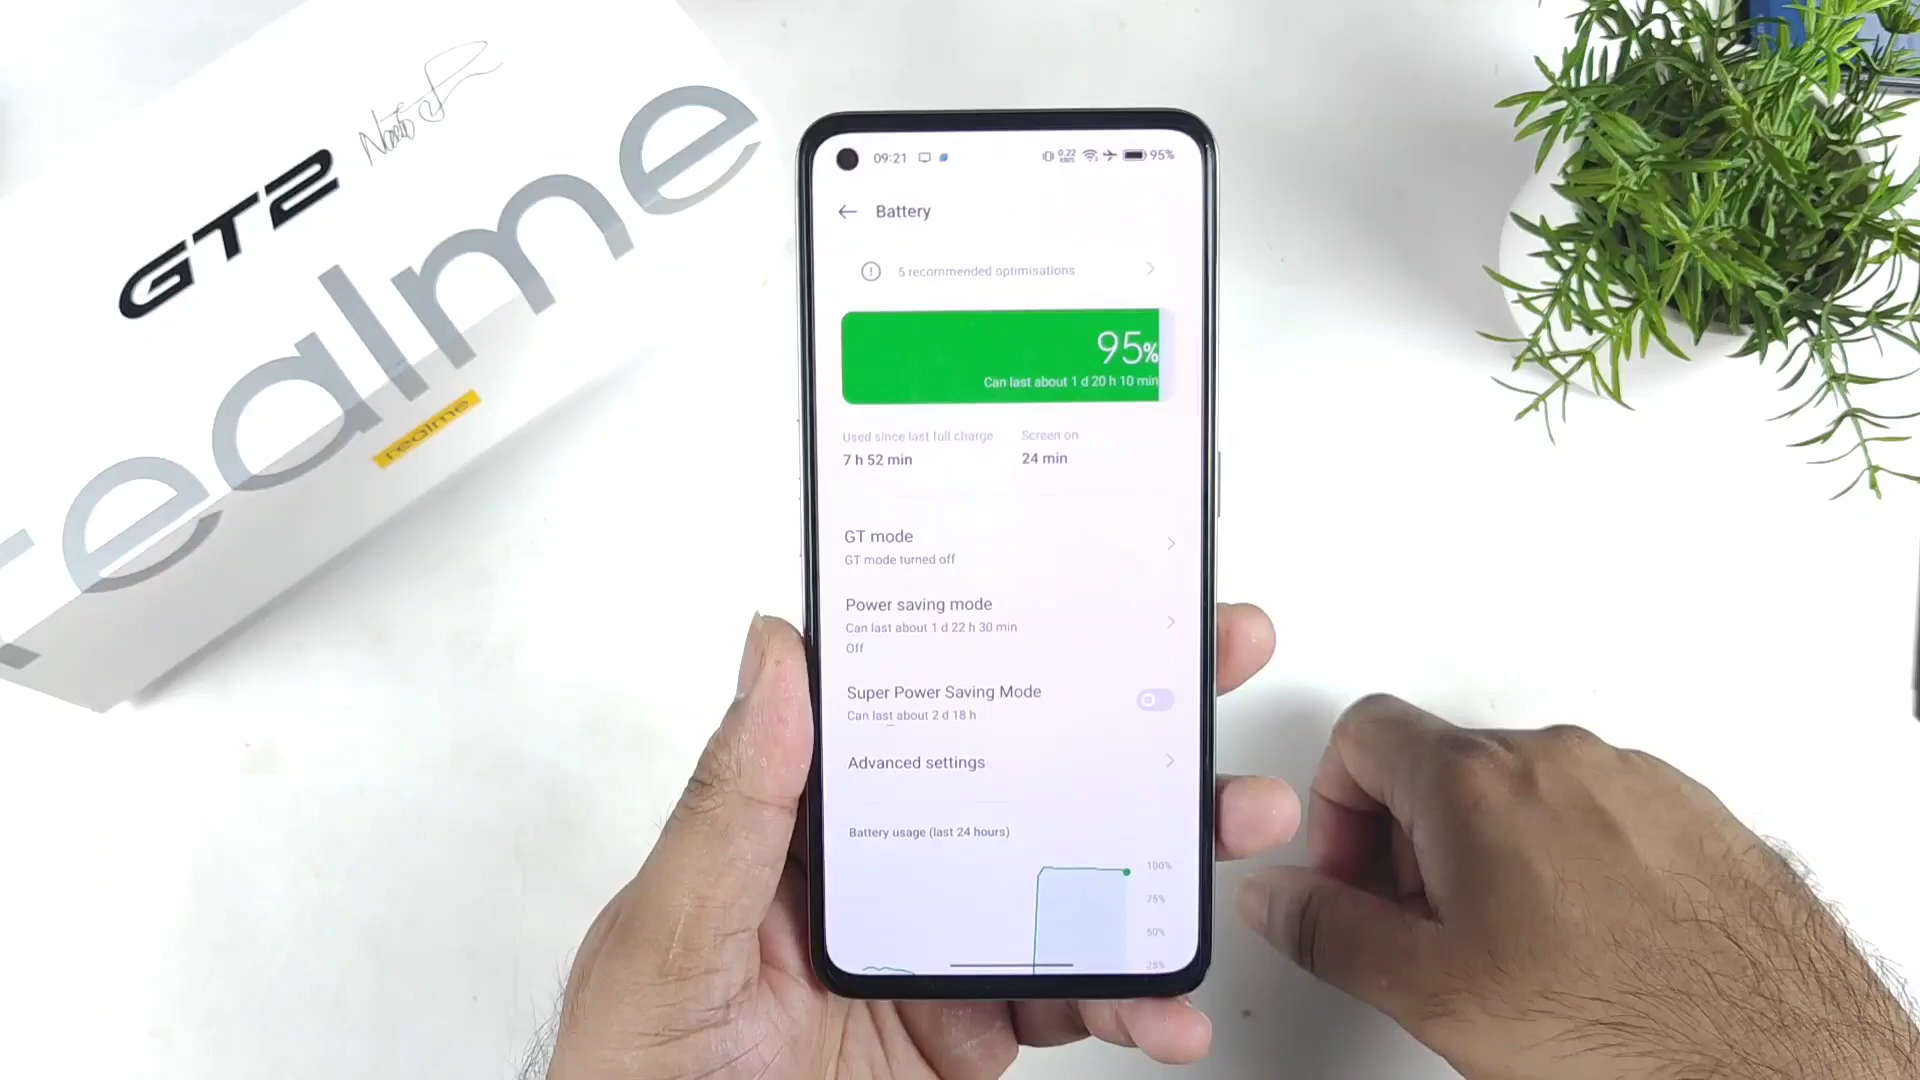 GT2
realme
realme
09:21
0.22
KB/s
95%
Battery
5 recommended optimisations
95%
Can last about 1 d 20 h 10 min
Used since last full charge
7 h 52 min
Screen on
24 min
GT mode
GT mode turned off
Power saving mode
Can last about 1 d 22 h 30 min
Off
Super Power Saving Mode
Can last about 2 d 18 h
Advanced settings
Battery usage (last 24 hours)
100%
75%
50%
25%